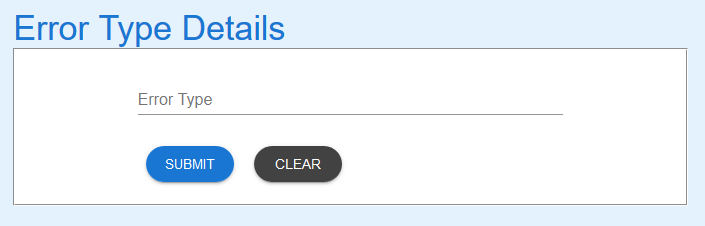 Error Type Details
Error Type
SUBMIT
CLEAR